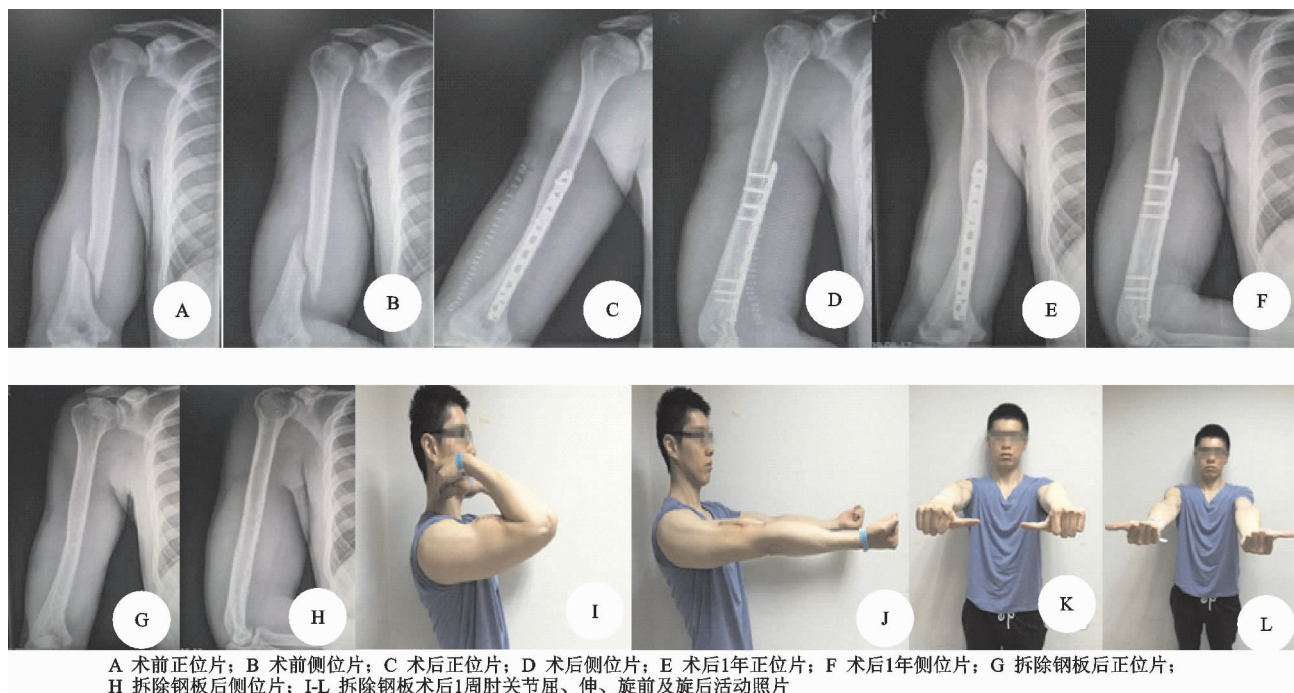 R
A
B
C
D
E
F
G
H
I
J
K
L
A 术前正位片；B 术前侧位片；C 术后正位片；D 术后侧位片；E 术后1年正位片；F 术后1年侧位片；G 拆除钢板后正位片；
H 拆除钢板后侧位片；I-L 拆除钢板术后1周肘关节屈、伸、旋前及旋后活动照片